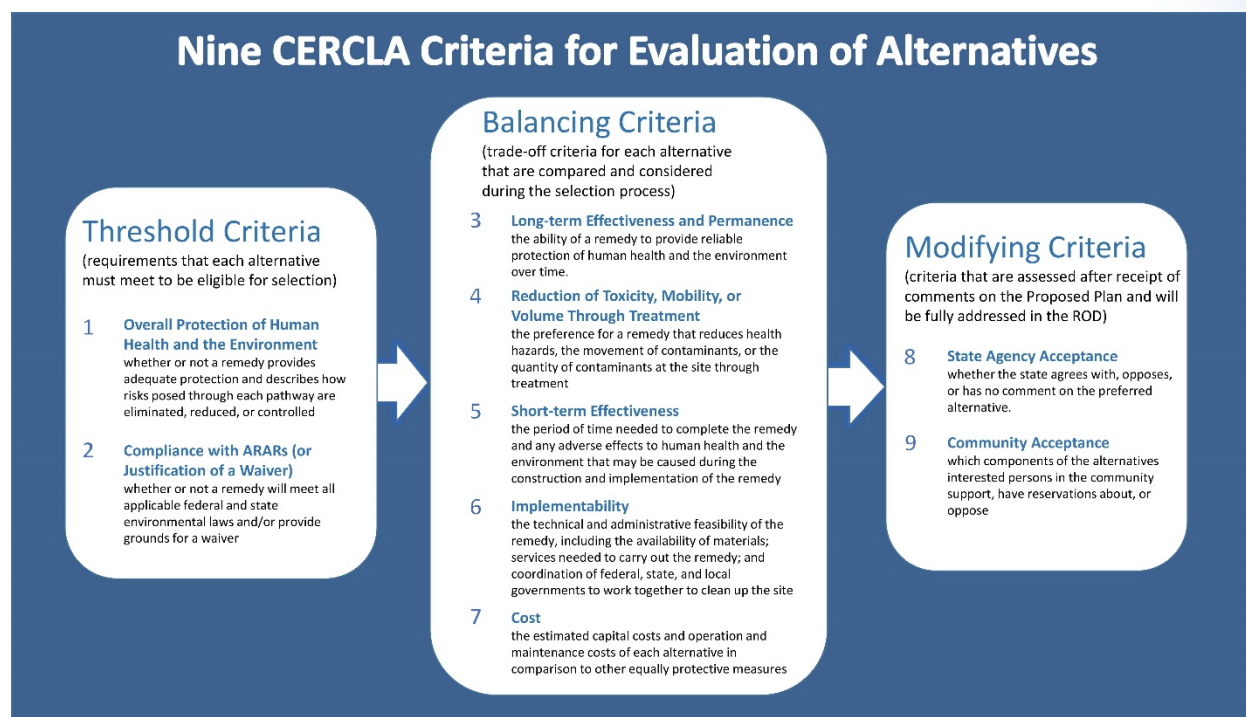 Nine CERCLA Criteria for Evaluation of Alternatives
Threshold Criteria
(requirements that each alternative
must meet to be eligible for selection)
1 Overall Protection of Human
Health and the Environment
whether or not a remedy provides
adequate protection and describes how
risks posed through each pathway are
eliminated, reduced, or controlled
2 Compliance with ARARs (or
Justification of a Waiver)
whether or not a remedy will meet all
applicable federal and state
environmental laws and/or provide
grounds for a waiver
Balancing Criteria
(trade-off criteria for each alternative
that are compared and considered
during the selection process)
3 Long-term Effectiveness and Permanence
the ability of a remedy to provide reliable
protection of human health and the environment
over time.
4 Reduction of Toxicity, Mobility, or
Volume Through Treatment
the preference for a remedy that reduces health
hazards, the movement of contaminants, or the
quantity of contaminants at the site through
treatment
5 Short-term Effectiveness
the period of time needed to complete the remedy
and any adverse effects to human health and the
environment that may be caused during the
construction and implementation of the remedy
6 Implementability
the technical and administrative feasibility of the
remedy, including the availability of materials;
services needed to carry out the remedy; and
coordination of federal, state, and local
governments to work together to clean up the site
7 Cost
the estimated capital costs and operation and
maintenance costs of each alternative in
comparison to other equally protective measures
Modifying Criteria
(criteria that are assessed after receipt of
comments on the Proposed Plan and will
be fully addressed in the ROD)
8 State Agency Acceptance
whether the state agrees with, opposes,
or has no comment on the preferred
alternative.
9 Community Acceptance
which components of the alternatives
interested persons in the community
support, have reservations about, or
oppose